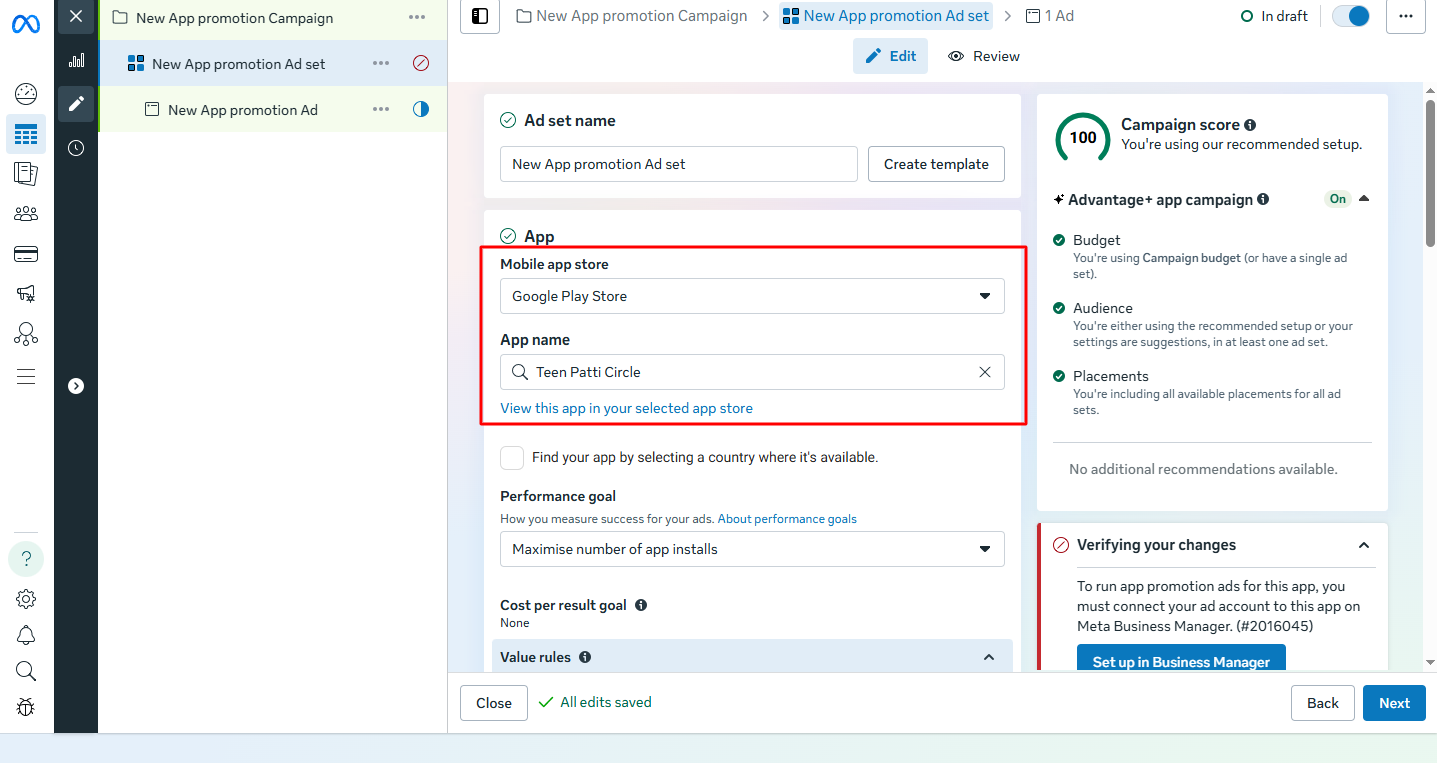 New App promotion Campaign
New App promotion Ad set
New App promotion Ad
New App promotion Campaign
New App promotion Ad set
1 Ad
In draft
Edit
Review
Ad set name
New App promotion Ad set
Create template
App
Mobile app store
Google Play Store
App name
Teen Patti Circle
View this app in your selected app store
Find your app by selecting a country where it's available.
Performance goal
How you measure success for your ads. About performance goals
Maximise number of app installs
Cost per result goal
None
Value rules
100
Campaign score
You're using our recommended setup.
Advantage+ app campaign
On
Budget
You're using Campaign budget (or have a single ad
set).
Audience
You're either using the recommended setup or your
settings are suggestions, in at least one ad set.
Placements
You're including all available placements for all ad
sets.
No additional recommendations available.
Verifying your changes
To run app promotion ads for this app, you
must connect your ad account to this app on
Meta Business Manager. (#2016045)
Set up in Business Manager
Close
All edits saved
Back
Next